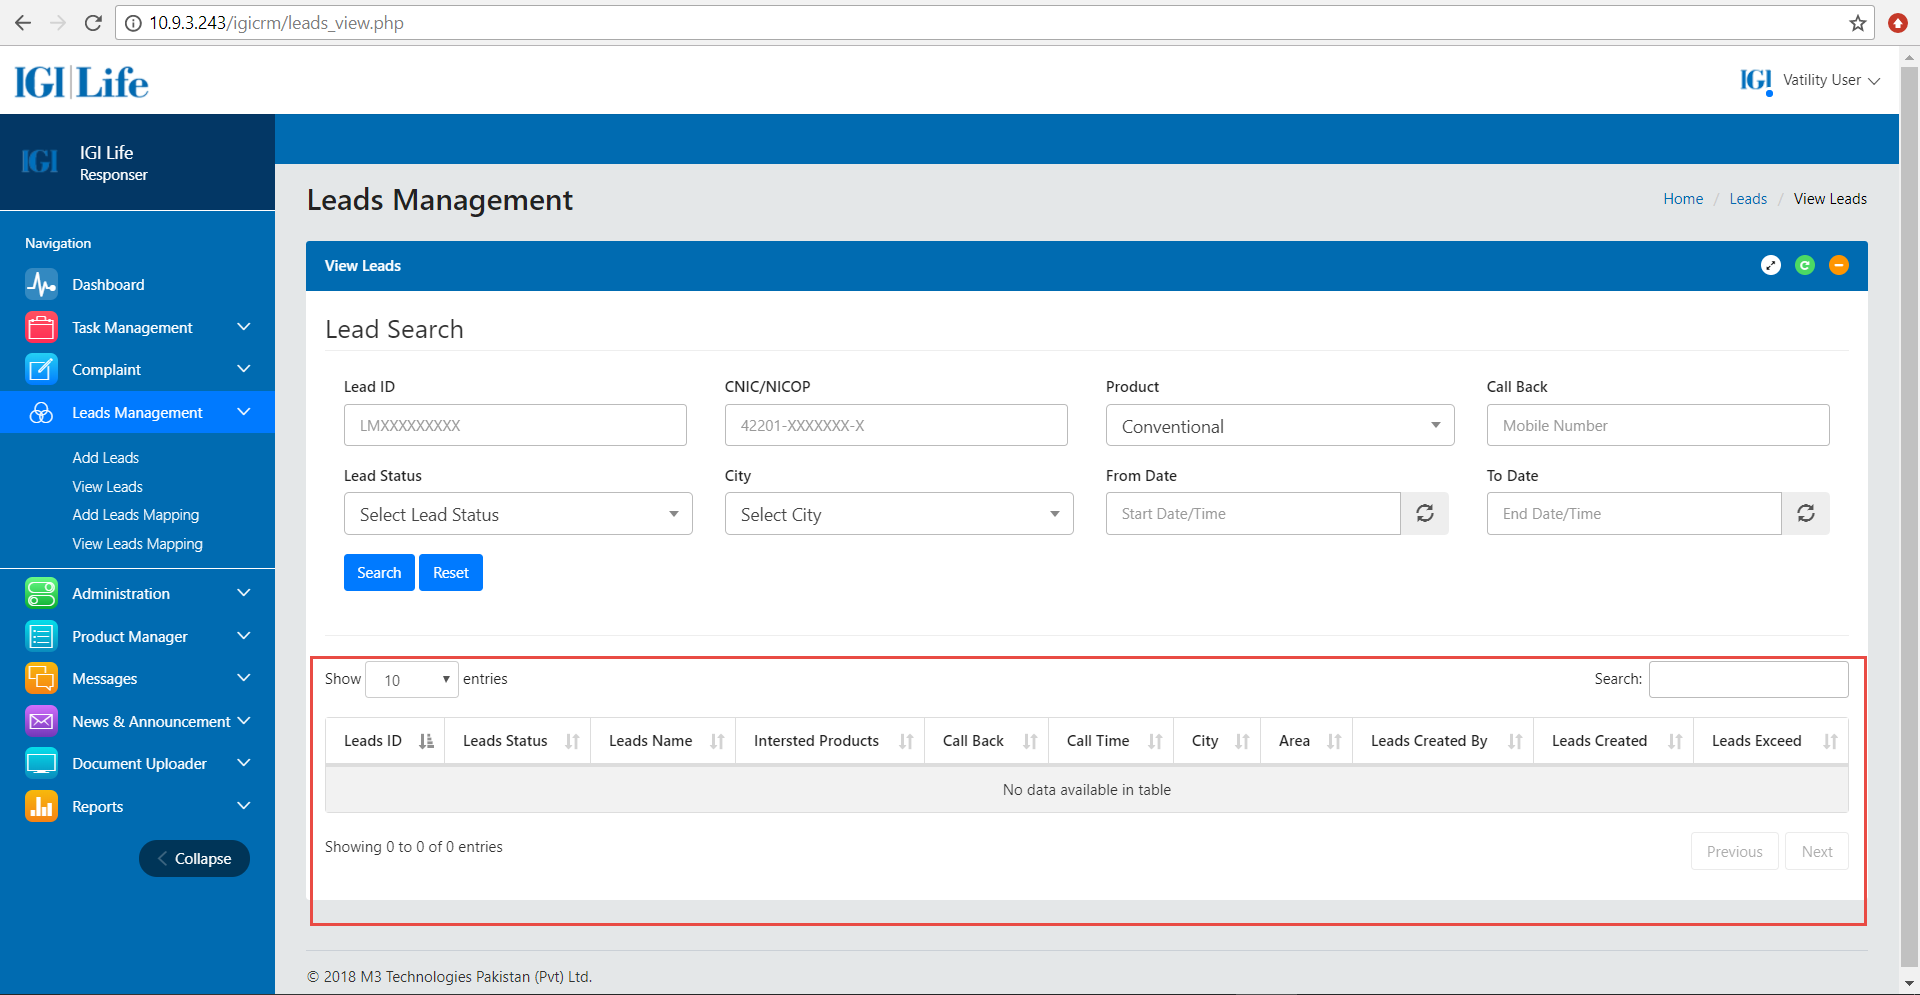 10.9.3.243/igicrm/leads_view.php
IGI Life
IGI Vatility User
IGI
IGI Life
Responser
Navigation
Dashboard
Task Management
Complaint
Leads Management
Add Leads
View Leads
Add Leads Mapping
View Leads Mapping
Administration
Product Manager
Messages
News & Announcement
Document Uploader
Reports
Collapse
Leads Management
Home / Leads / View Leads
View Leads
Lead Search
Lead ID CNIC/NICOP Product Call Back
LMXXXXXXXXX 42201-XXXXXXX-X Conventional Mobile Number
Lead Status City From Date To Date
Select Lead Status Select City Start Date/Time End Date/Time
Search Reset
Show 10 entries Search:
Leads ID Leads Status Leads Name Intersted Products Call Back Call Time City Area Leads Created By Leads Created Leads Exceed
No data available in table
Showing 0 to 0 of 0 entries Previous Next
© 2018 M3 Technologies Pakistan (Pvt) Ltd.